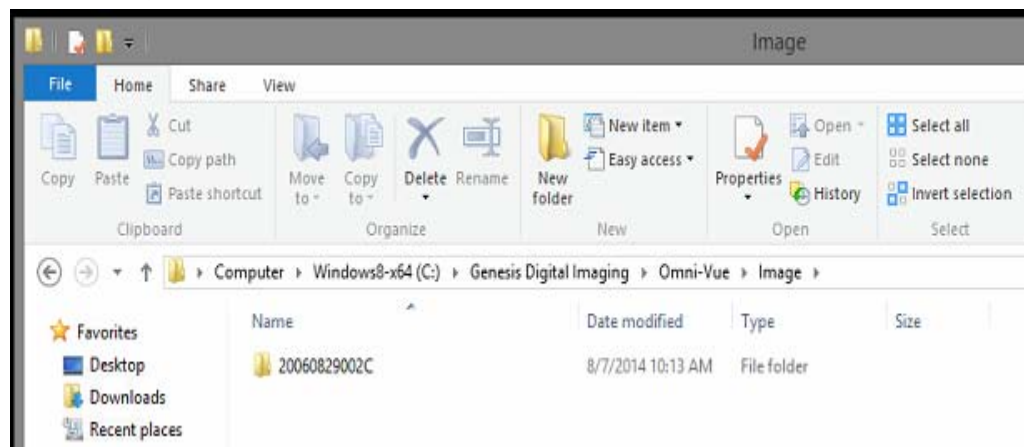 Image
File Home Share View
Copy
Paste
Cut
Copy path
Paste shortcut
Clipboard
Move to
Copy to
Delete
Rename
Organize
New folder
New item
Easy access
New
Properties
Open
Edit
History
Open
Select all
Select none
Invert selection
Select
Computer Windows8-x64 (C:) Genesis Digital Imaging Omni-Vue Image
Favorites
Desktop
Downloads
Recent places
Name Date modified Type Size
20060829002C 8/7/2014 10:13 AM File folder